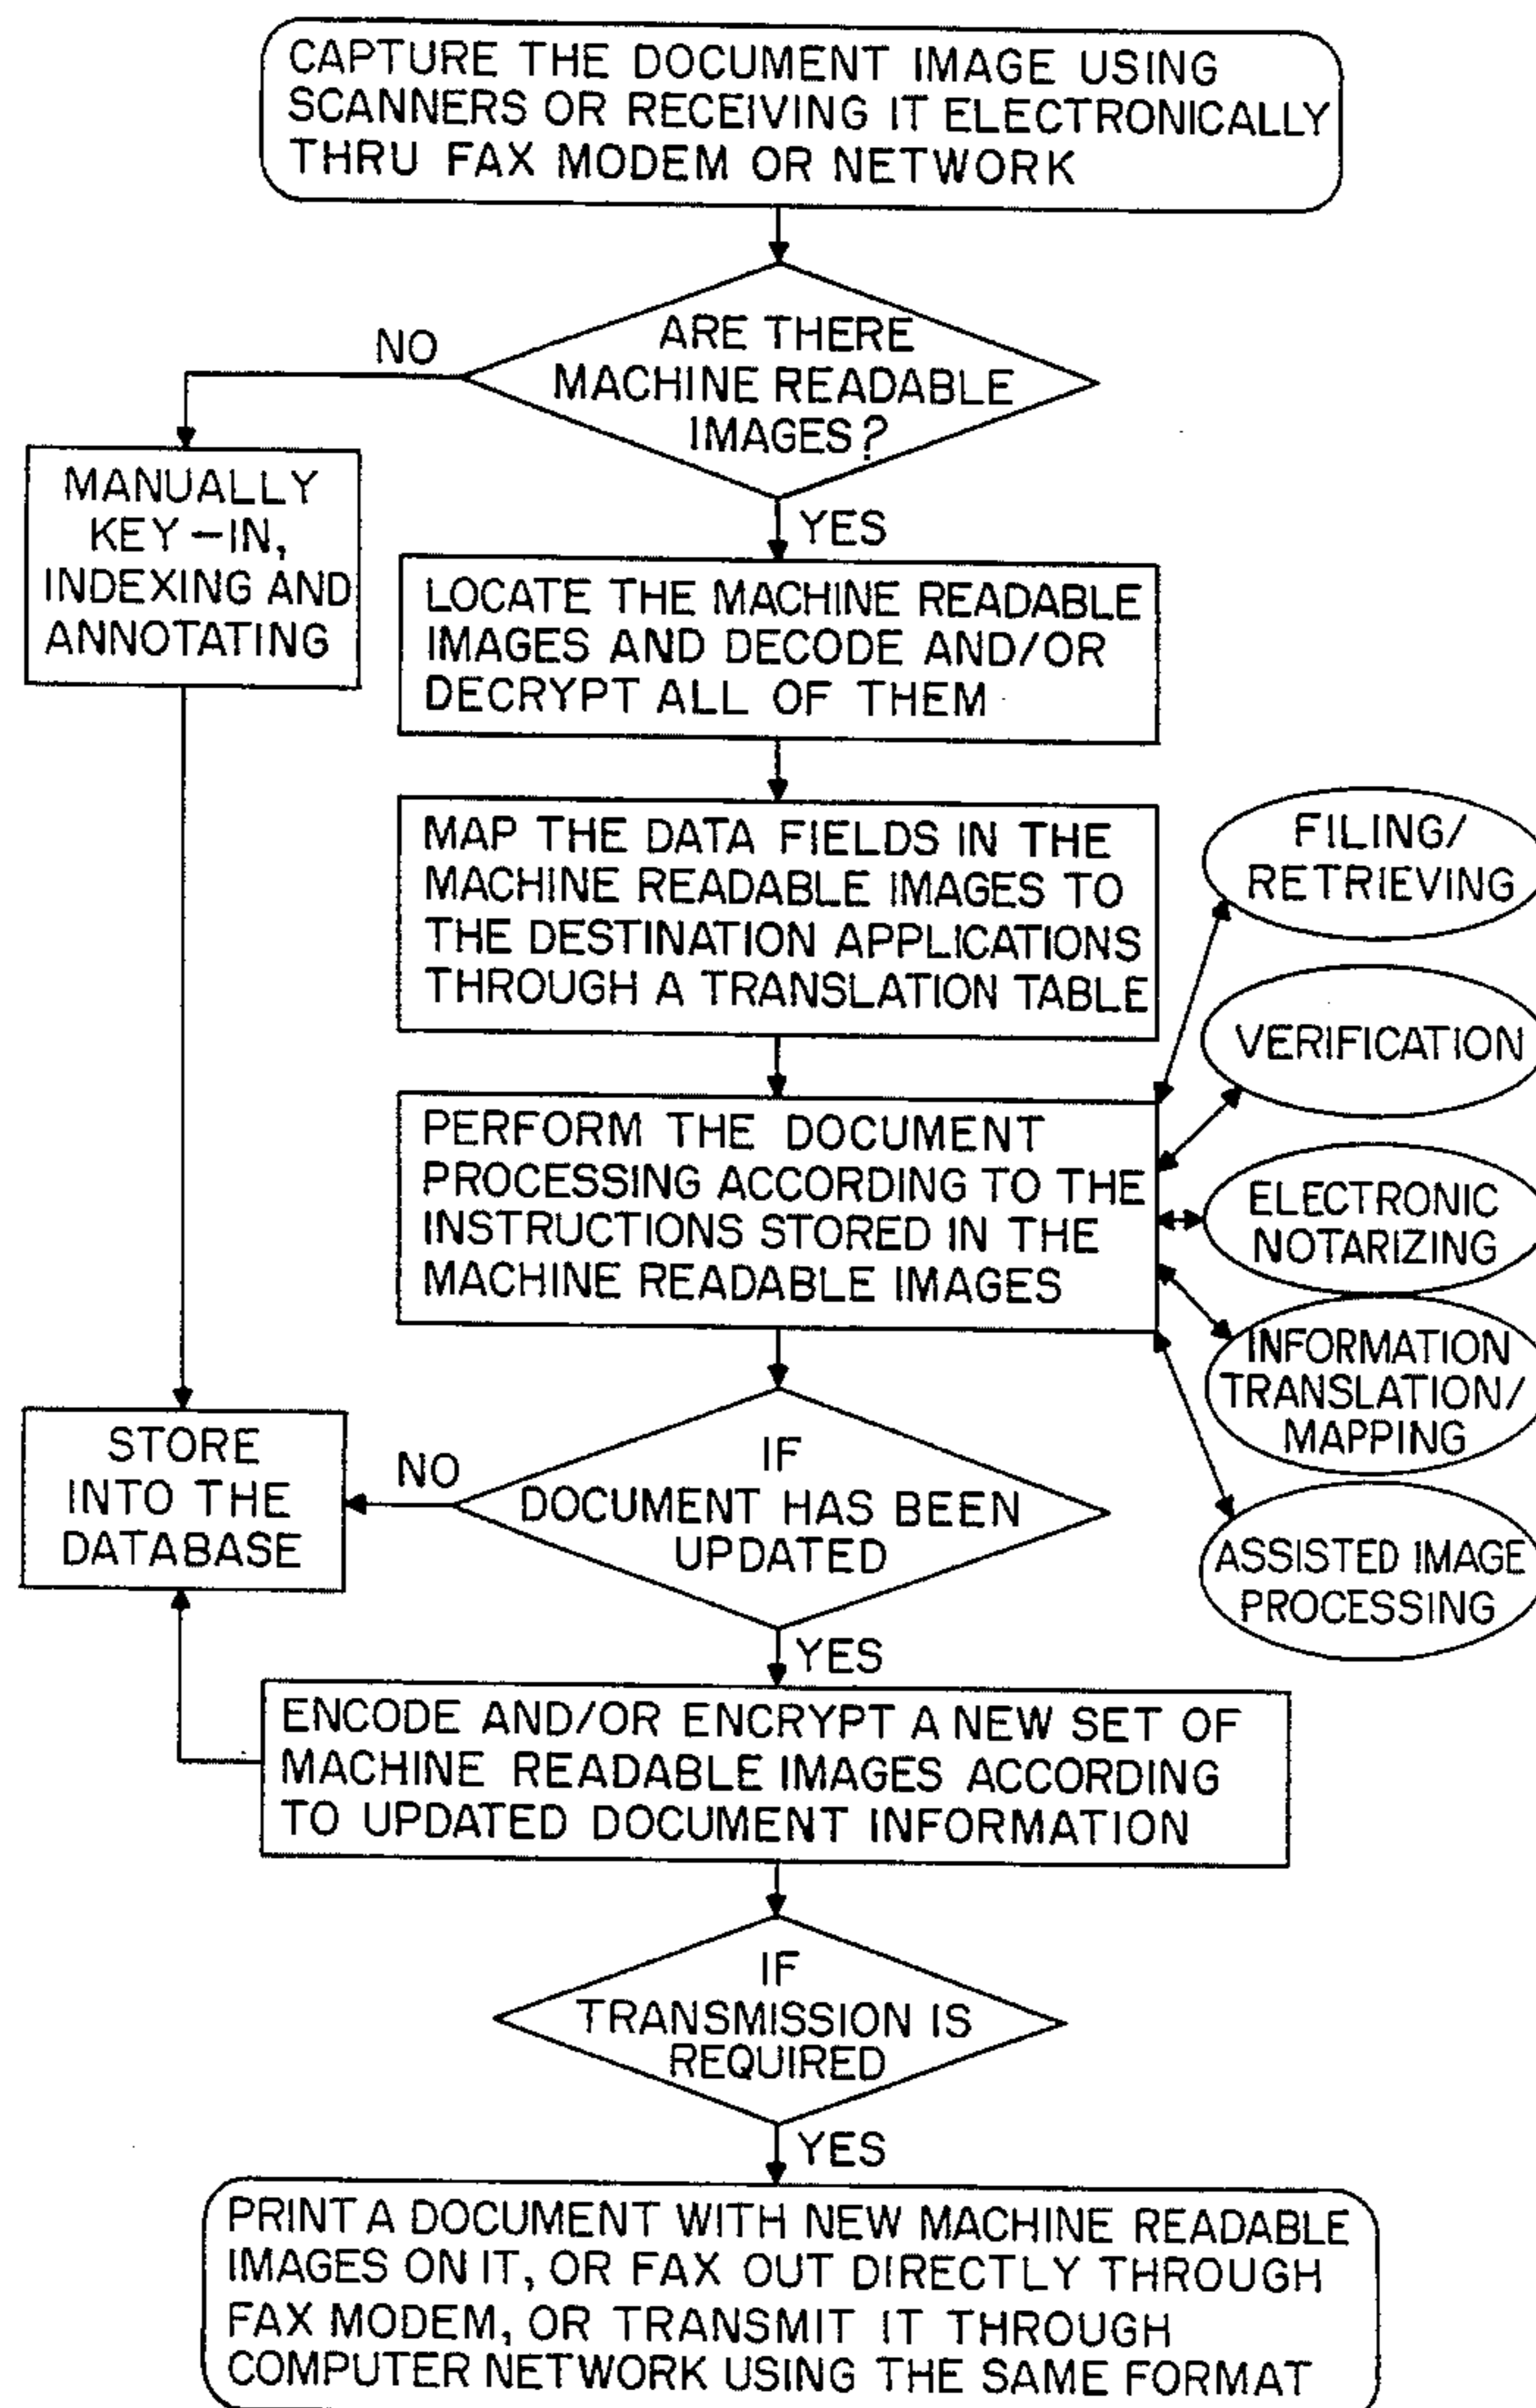 CAPTURE THE DOCUMENT IMAGE USING
SCANNERS OR RECEIVING IT ELECTRONICALLY
THRU FAX MODEM OR NETWORK
ARE THERE
MACHINE READABLE
IMAGES?
NO
MANUALLY
KEY-IN,
INDEXING AND
ANNOTATING
YES
LOCATE THE MACHINE READABLE
IMAGES AND DECODE AND/OR
DECRYPT ALL OF THEM
MAP THE DATA FIELDS IN THE
MACHINE READABLE IMAGES TO
THE DESTINATION APPLICATIONS
THROUGH A TRANSLATION TABLE
FILING/
RETRIEVING
VERIFICATION
PERFORM THE DOCUMENT
PROCESSING ACCORDING TO THE
INSTRUCTIONS STORED IN THE
MACHINE READABLE IMAGES
ELECTRONIC
NOTARIZING
INFORMATION
TRANSLATION/
MAPPING
ASSISTED IMAGE
PROCESSING
IF
DOCUMENT HAS BEEN
UPDATED
NO
STORE
INTO THE
DATABASE
YES
ENCODE AND/OR ENCRYPT A NEW SET OF
MACHINE READABLE IMAGES ACCORDING
TO UPDATED DOCUMENT INFORMATION
IF
TRANSMISSION IS
REQUIRED
YES
PRINT A DOCUMENT WITH NEW MACHINE READABLE
IMAGES ON IT, OR FAX OUT DIRECTLY THROUGH
FAX MODEM, OR TRANSMIT IT THROUGH
COMPUTER NETWORK USING THE SAME FORMAT